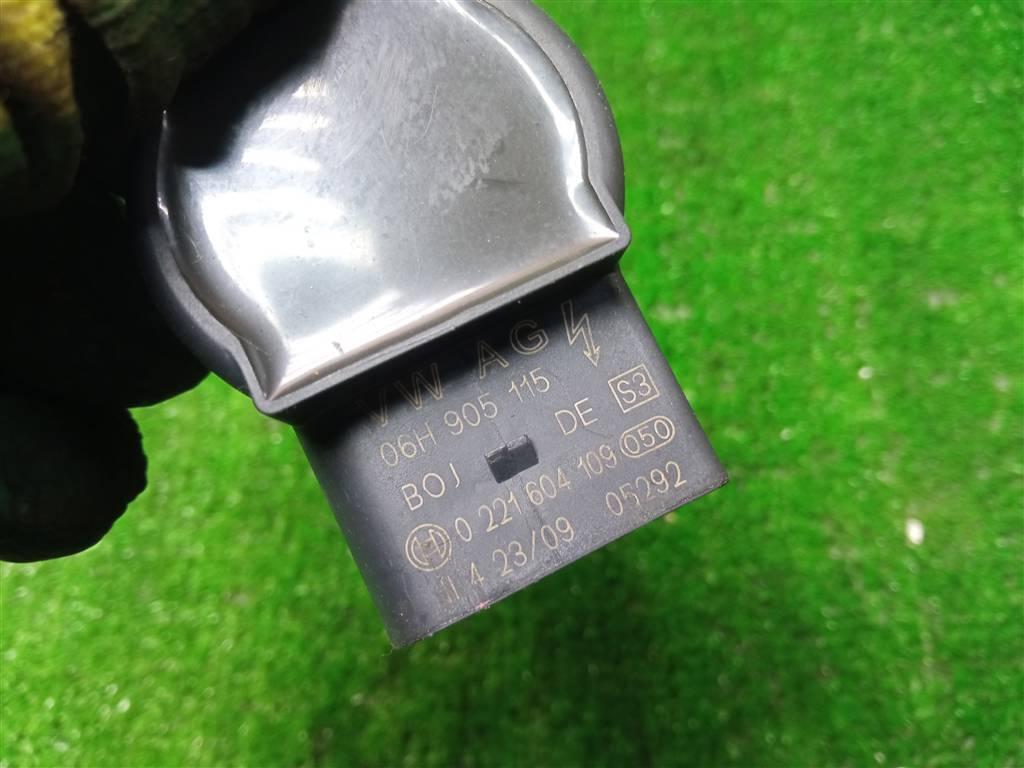 VW AG
06H 905 115
BOJ DE S3
0 221 604 109 050
4 23/09 05292